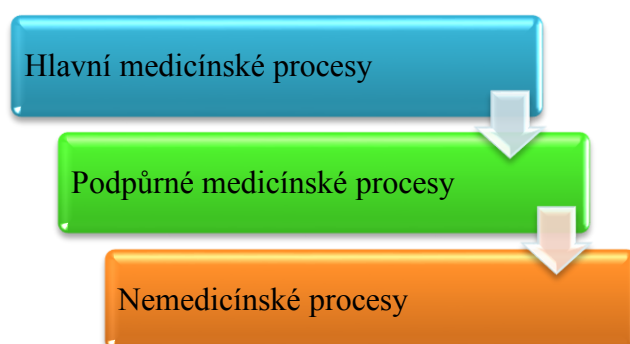 Hlavní medicínské procesy
Podpůrné medicínské procesy
Nemedicínské procesy